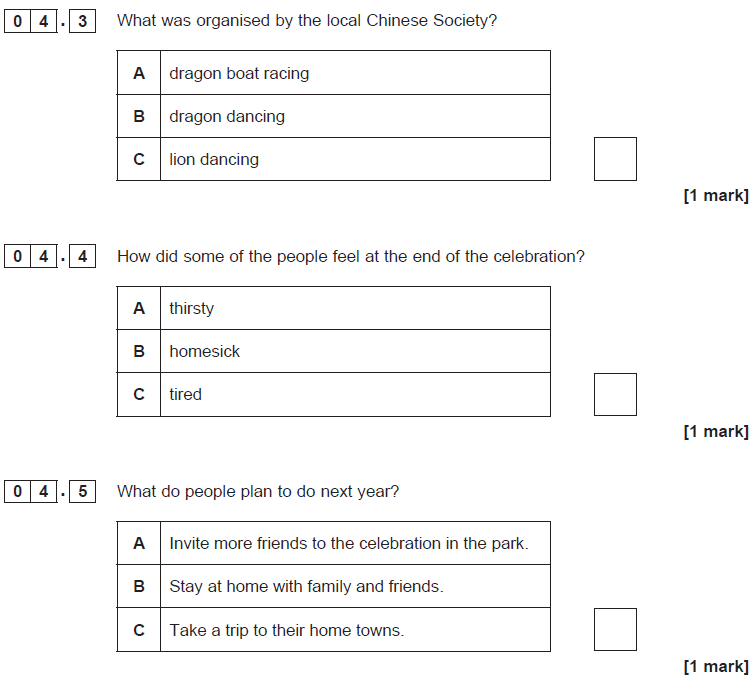 0 4 . 3 What was organised by the local Chinese Society?
A dragon boat racing
B dragon dancing
C lion dancing
[1 mark]
0 4 . 4 How did some of the people feel at the end of the celebration?
A thirsty
B homesick
C tired
[1 mark]
0 4 . 5 What do people plan to do next year?
A Invite more friends to the celebration in the park.
B Stay at home with family and friends.
C Take a trip to their home towns.
[1 mark]